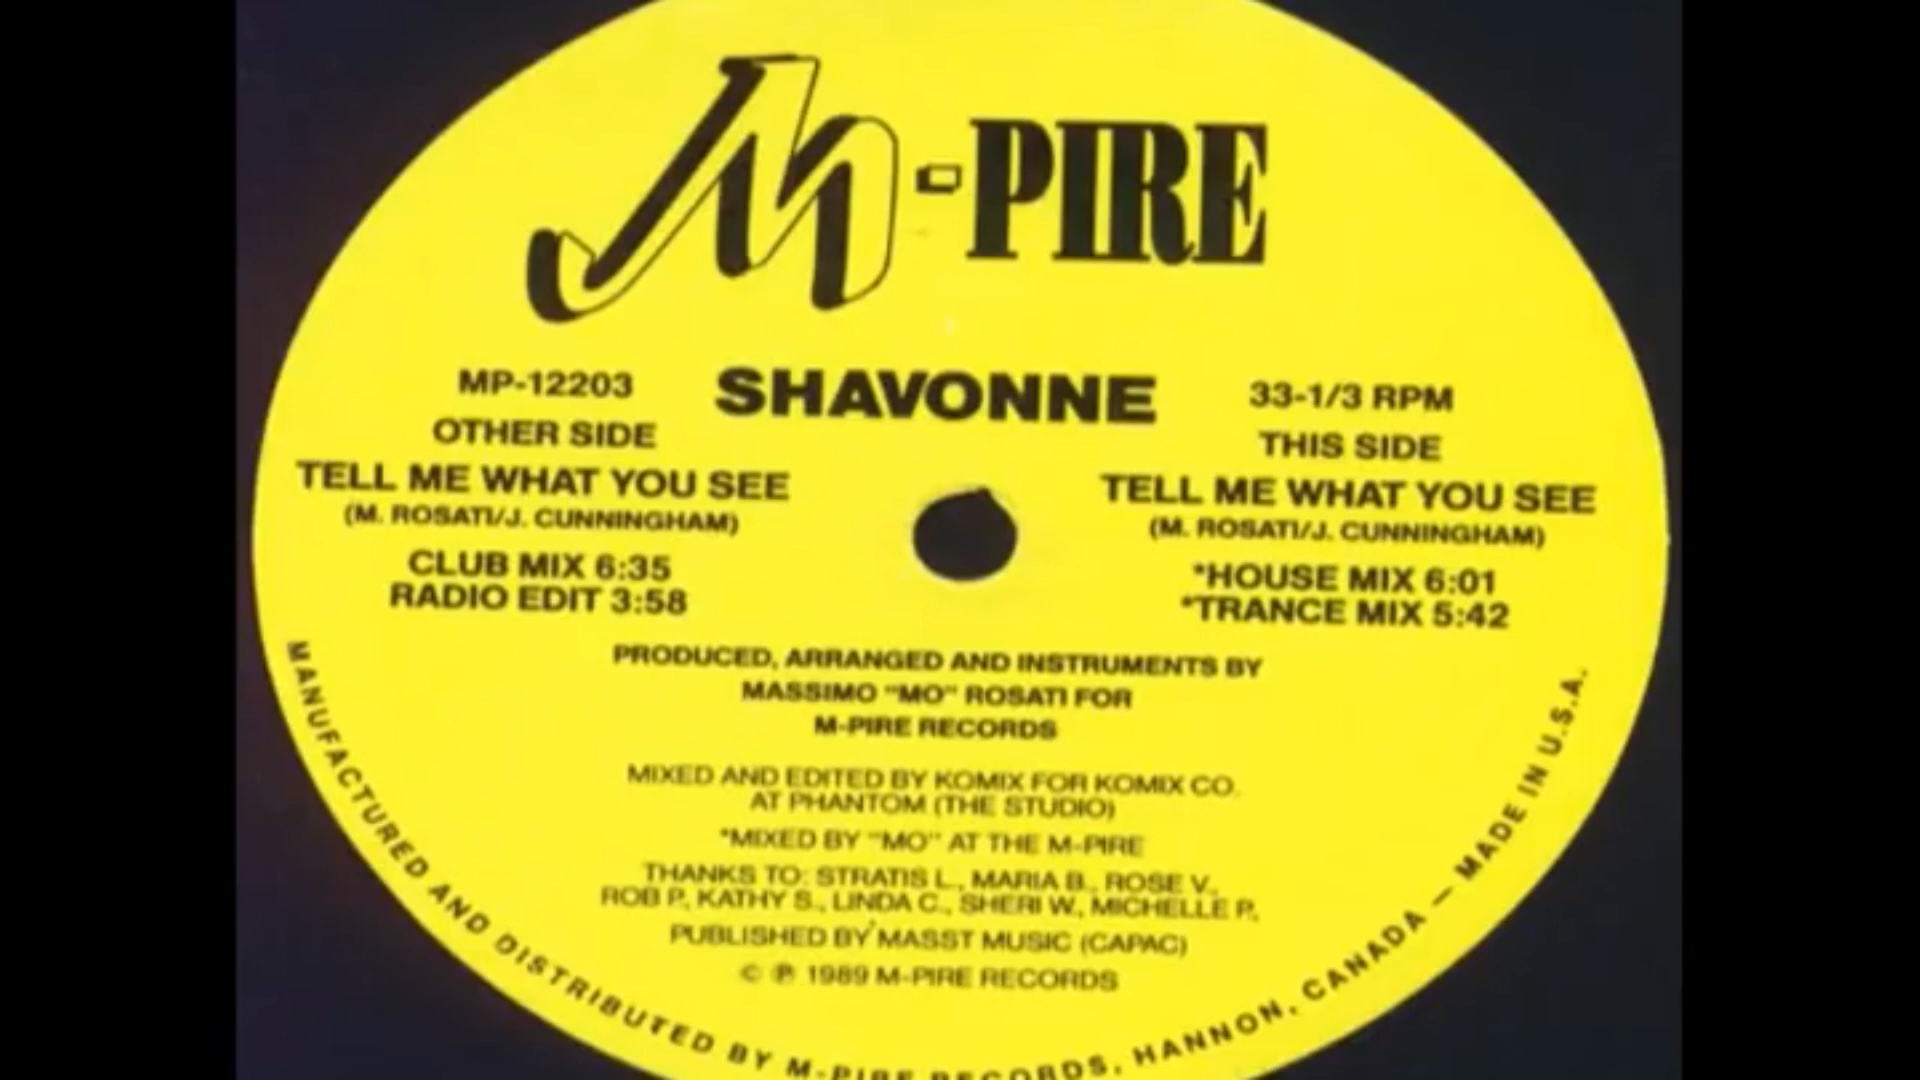 M-PIRE
SHAVONNE
MP-12203
OTHER SIDE
TELL ME WHAT YOU SEE
(M. ROSATI/J. CUNNINGHAM)
CLUB MIX 6:35
RADIO EDIT 3:58
33-1/3 RPM
THIS SIDE
TELL ME WHAT YOU SEE
(M. ROSATI/J. CUNNINGHAM)
*HOUSE MIX 6:01
*TRANCE MIX 5:42
PRODUCED, ARRANGED AND INSTRUMENTS BY
MASSIMO "MO" ROSATI FOR
M-PIRE RECORDS
MIXED AND EDITED BY KOMIX FOR KOMIX CO.
AT PHANTOM (THE STUDIO)
*MIXED BY "MO" AT THE M-PIRE
THANKS TO: STRATIS L., MARIA B., ROSE V.,
ROB P., KATHY S., LINDA C., SHERI W., MICHELLE P.,
PUBLISHED BY MASST MUSIC (CAPAC)
© ℗ 1989 M-PIRE RECORDS
MANUFACTURED AND DISTRIBUTED BY M-PIRE RECORDS, HANNON, CANADA — MADE IN U.S.A.